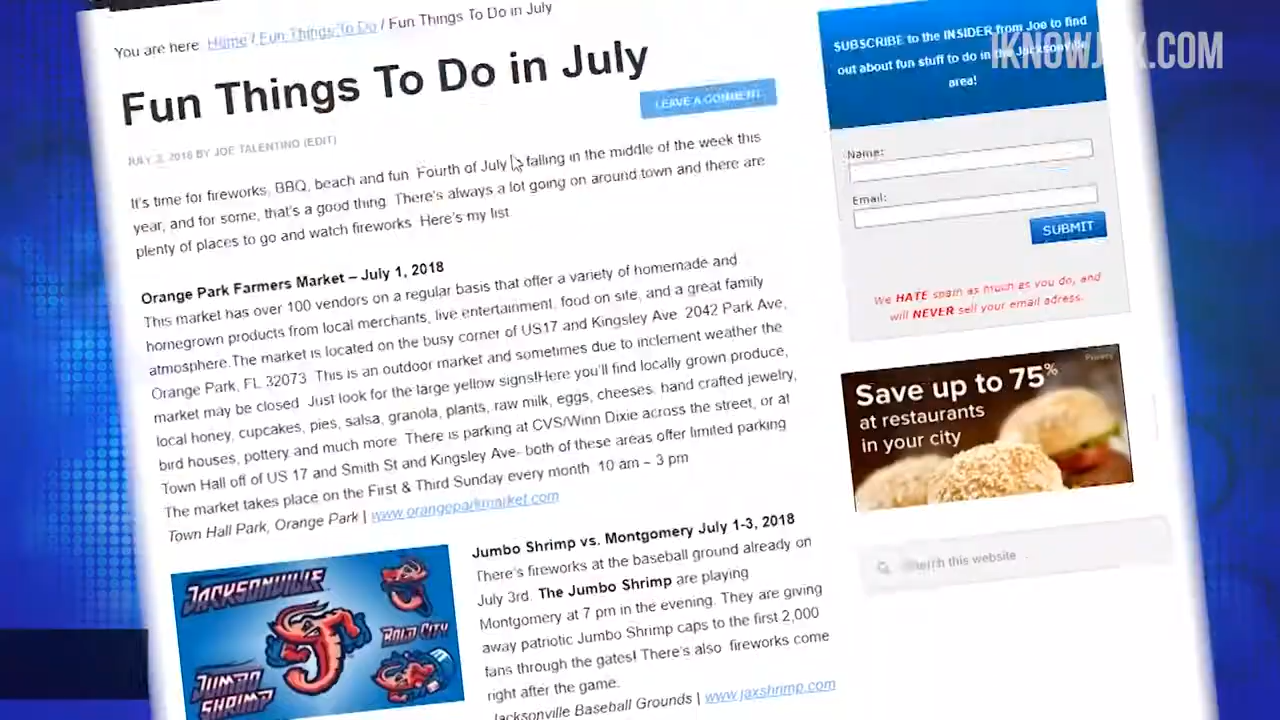 You are here Home / Fun Things To Do / Fun Things To Do in July
Fun Things To Do in July
LEAVE A COMMENT
JULY 3, 2018 BY JOE TALENTINO (EDIT)
It's time for fireworks, BBQ, beach and fun Fourth of July is falling in the middle of the week this
year, and for some, that's a good thing. There's always a lot going on around town and there are
plenty of places to go and watch fireworks Here's my list
Orange Park Farmers Market – July 1, 2018
This market has over 100 vendors on a regular basis that offer a variety of homemade and
homegrown products from local merchants, live entertainment, food on site, and a great family
atmosphere.The market is located on the busy corner of US17 and Kingsley Ave 2042 Park Ave,
Orange Park, FL 32073 This is an outdoor market and sometimes due to inclement weather the
market may be closed Just look for the large yellow signs!Here you'll find locally grown produce,
local honey, cupcakes, pies, salsa, granola, plants, raw milk, eggs, cheeses, hand crafted jewelry,
bird houses, pottery and much more There is parking at CVS/Winn Dixie across the street, or at
Town Hall off of US 17 and Smith St and Kingsley Ave- both of these areas offer limited parking
The market takes place on the First & Third Sunday every month 10 am – 3 pm
Town Hall Park, Orange Park | www.orangeparkmarket.com
JACKSONVILLE
BOLD CITY
JUMBO
SHRIMP
Jumbo Shrimp vs. Montgomery July 1-3, 2018
There's fireworks at the baseball ground already on
July 3rd. The Jumbo Shrimp are playing
Montgomery at 7 pm in the evening. They are giving
away patriotic Jumbo Shrimp caps to the first 2,000
fans through the gates! There's also fireworks come
right after the game.
Jacksonville Baseball Grounds | www.jaxshrimp.com
SUBSCRIBE to the INSIDER from Joe to find
out about fun stuff to do in the Jacksonville
area!
IKNOWJAX.COM
Name:
Email:
SUBMIT
We HATE spam as much as you do, and
will NEVER sell your email adress.
Privacy
Save up to 75%
at restaurants
in your city
Search this website